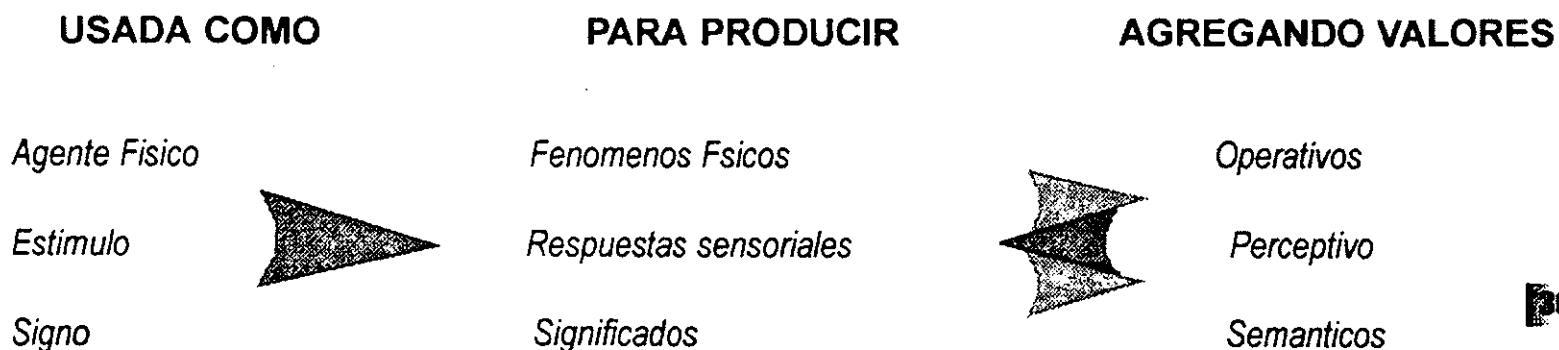 USADA COMO PARA PRODUCIR AGREGANDO VALORES
Agente Fisico Fenomenos Fsicos Operativos
Estimulo Respuestas sensoriales Perceptivo
Signo Significados Semanticos